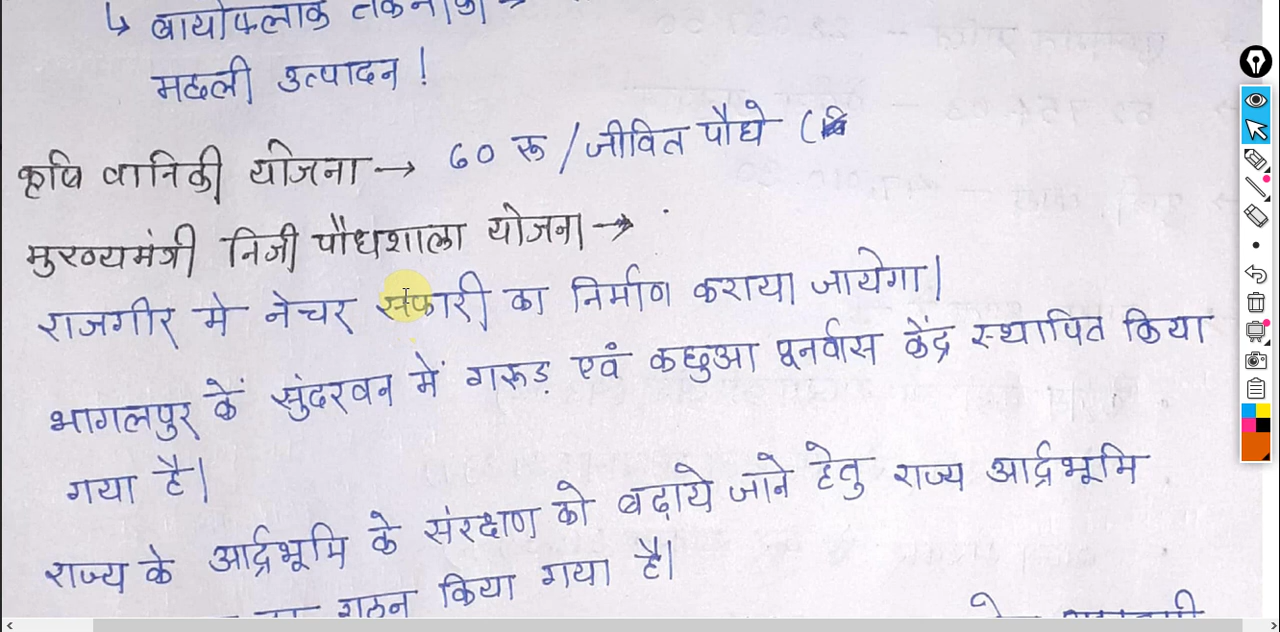 ↳ बायोफ्लाक तकनीकी →
मछली उत्पादन !
कृषि वानिकी योजना → 60 रू / जीवित पौधे (
मुख्यमंत्री निजी पौधशाला योजना →
राजगीर मे नेचर सफारी का निर्माण कराया जायेगा|
भागलपुर कें सुंदरवन में गरूड़ एवं कछुआ पूनर्वास केंद्र स्थापित किया
गया है|
राज्य के आर्द्रभूमि के संरक्षण को बढ़ाये जाने हेतु राज्य आर्द्रभूमि
गठन किया गया है|